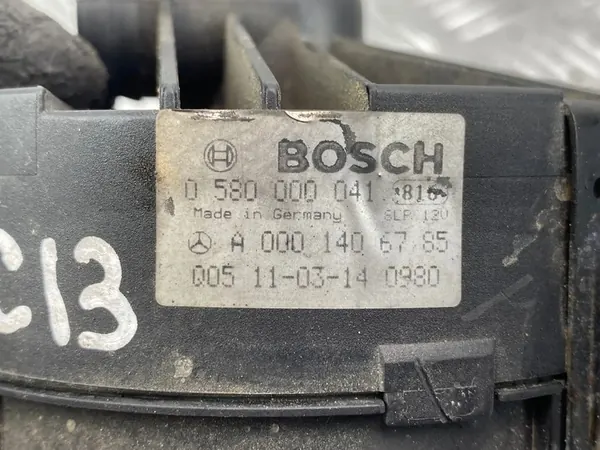 BOSCH
0 580 000 041 816
Made in Germany SLP 12V
A 000 140 67 85
Q05 11-03-14 0980
C13